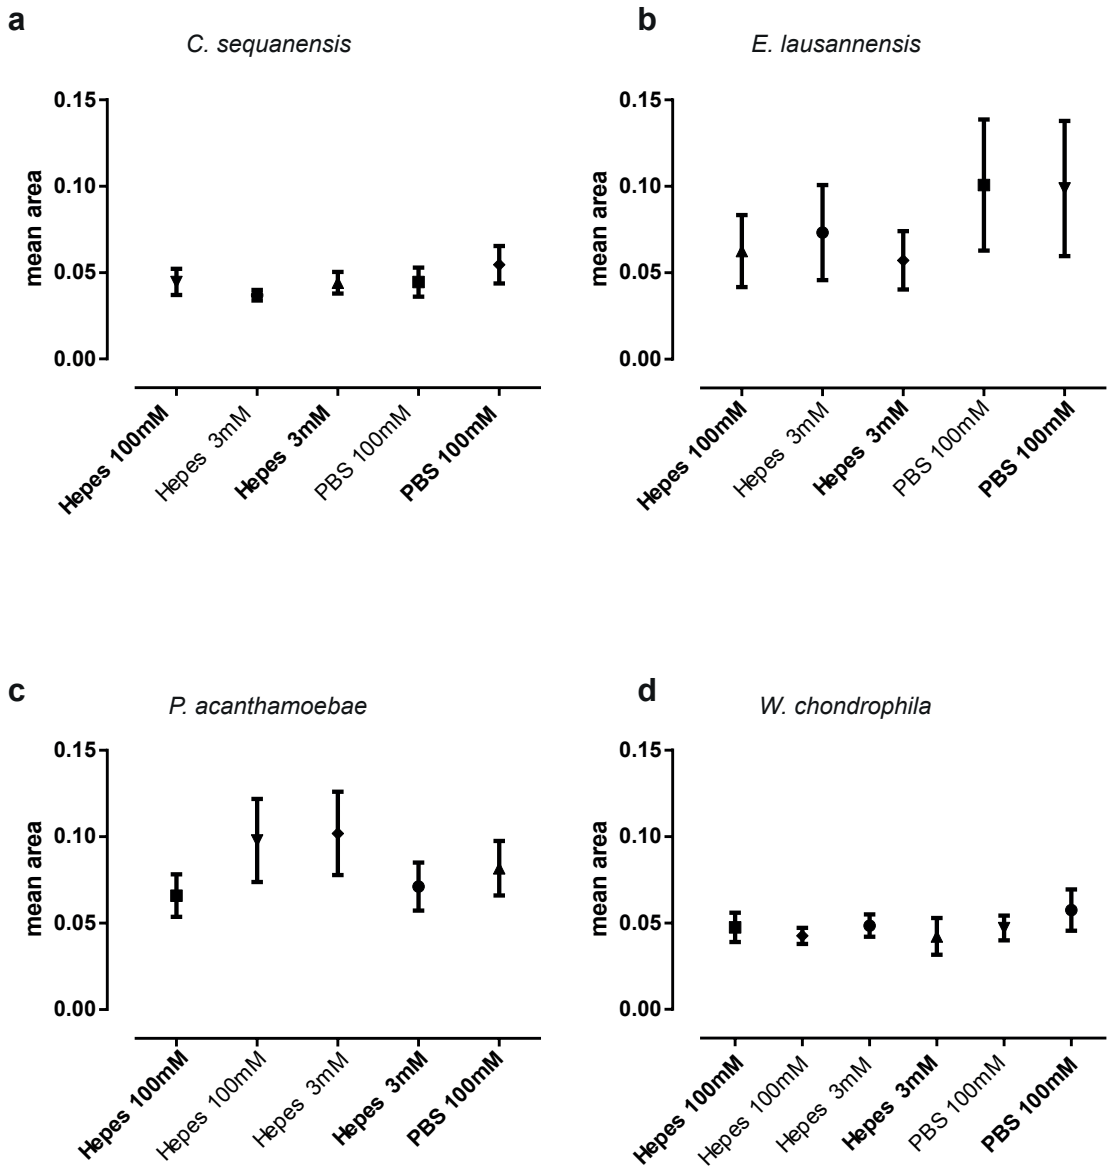 a
C. sequanensis
mean area
0.15
0.10
0.05
0.00
Hepes 100mM
Hepes  3mM
Hepes  3mM
PBS 100mM
PBS 100mM
b
E. lausannensis
mean area
0.15
0.10
0.05
0.00
Hepes 100mM
Hepes  3mM
Hepes  3mM
PBS 100mM
PBS 100mM
c
P. acanthamoebae
mean area
0.15
0.10
0.05
0.00
Hepes 100mM
Hepes 100mM
Hepes  3mM
Hepes  3mM
PBS 100mM
d
W. chondrophila
mean area
0.15
0.10
0.05
0.00
Hepes 100mM
Hepes 100mM
Hepes  3mM
Hepes  3mM
PBS 100mM
PBS 100mM